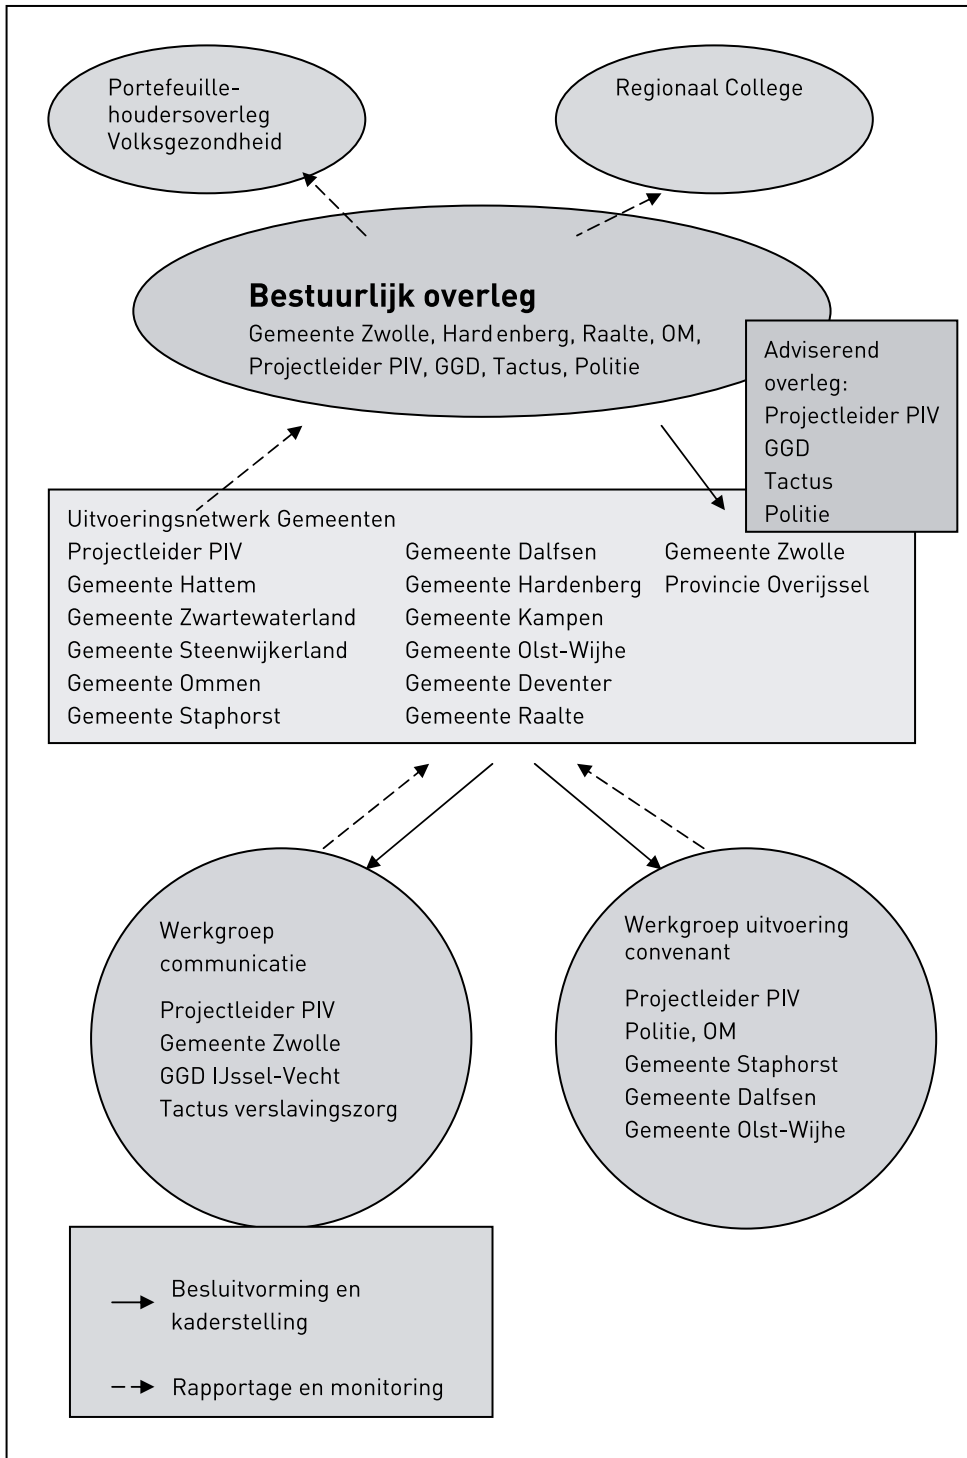 Portefeuille-
houdersoverleg
Volksgezondheid
Regionaal College
Bestuurlijk overleg
Gemeente Zwolle, Hardenberg, Raalte, OM,
Projectleider PIV, GGD, Tactus, Politie
Adviserend
overleg:
Projectleider PIV
GGD
Tactus
Politie
Uitvoeringsnetwerk Gemeenten
Projectleider PIV
Gemeente Hattem
Gemeente Zwartewaterland
Gemeente Steenwijkerland
Gemeente Ommen
Gemeente Staphorst
Gemeente Dalfsen
Gemeente Hardenberg
Gemeente Kampen
Gemeente Olst-Wijhe
Gemeente Deventer
Gemeente Raalte
Gemeente Zwolle
Provincie Overijssel
Werkgroep
communicatie
Projectleider PIV
Gemeente Zwolle
GGD IJssel-Vecht
Tactus verslavingszorg
Werkgroep uitvoering
convenant
Projectleider PIV
Politie, OM
Gemeente Staphorst
Gemeente Dalfsen
Gemeente Olst-Wijhe
Besluitvorming en
kaderstelling
Rapportage en monitoring